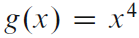 g(x) = x⁴